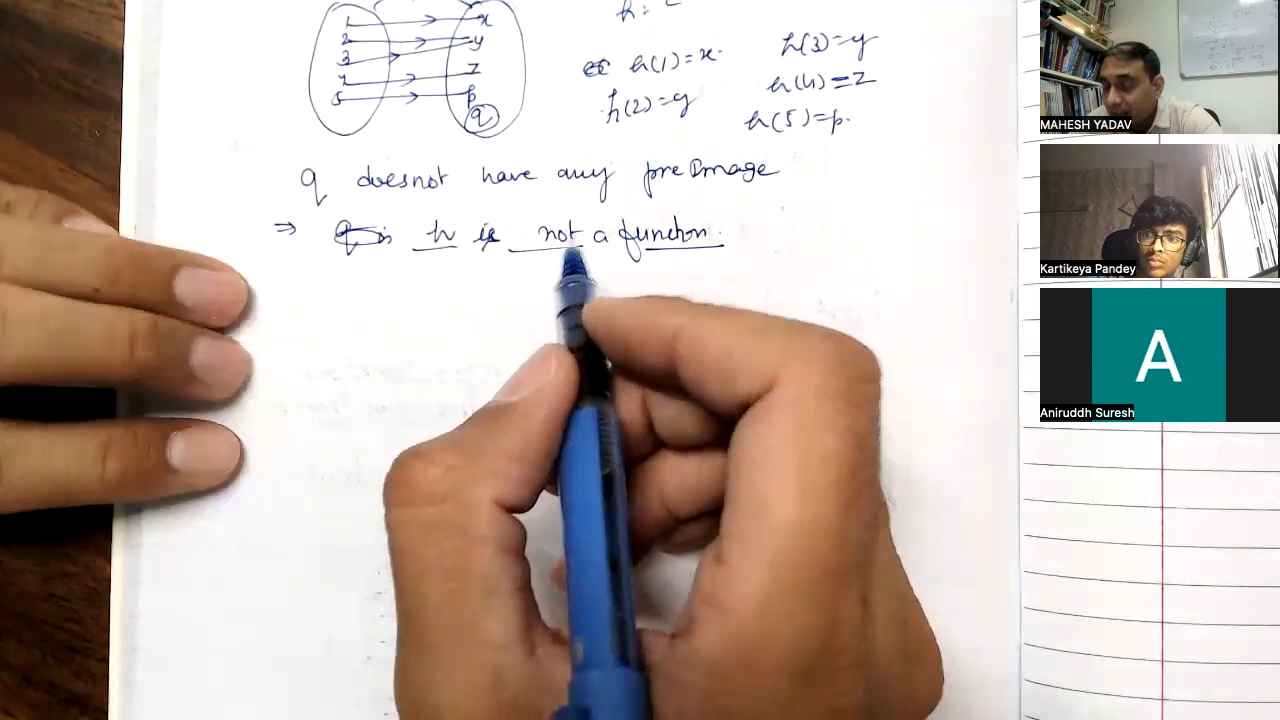 h:
1 x
2 y
3 z
4 p
5 q
h(1)=x.
h(3)=y
h(2)=y
h(4)=z
h(5)=p.
q doesnot have any preImage
⇒ h is not a function.
MAHESH YADAV
Kartikeya Pandey
A
Aniruddh Suresh